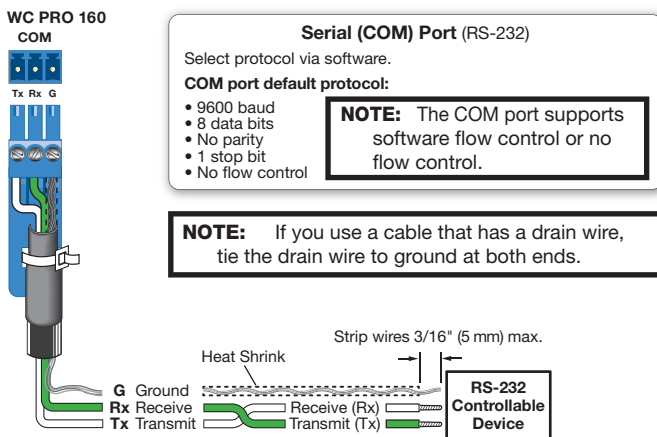 WC PRO 160
COM
Tx Rx G
Serial (COM) Port (RS-232)
Select protocol via software.
COM port default protocol:
• 9600 baud
• 8 data bits
• No parity
• 1 stop bit
• No flow control
NOTE: The COM port supports
software flow control or no
flow control.
NOTE: If you use a cable that has a drain wire,
tie the drain wire to ground at both ends.
Strip wires 3/16" (5 mm) max.
Heat Shrink
G Ground
Rx Receive
Tx Transmit
Receive (Rx)
Transmit (Tx)
RS-232
Controllable
Device